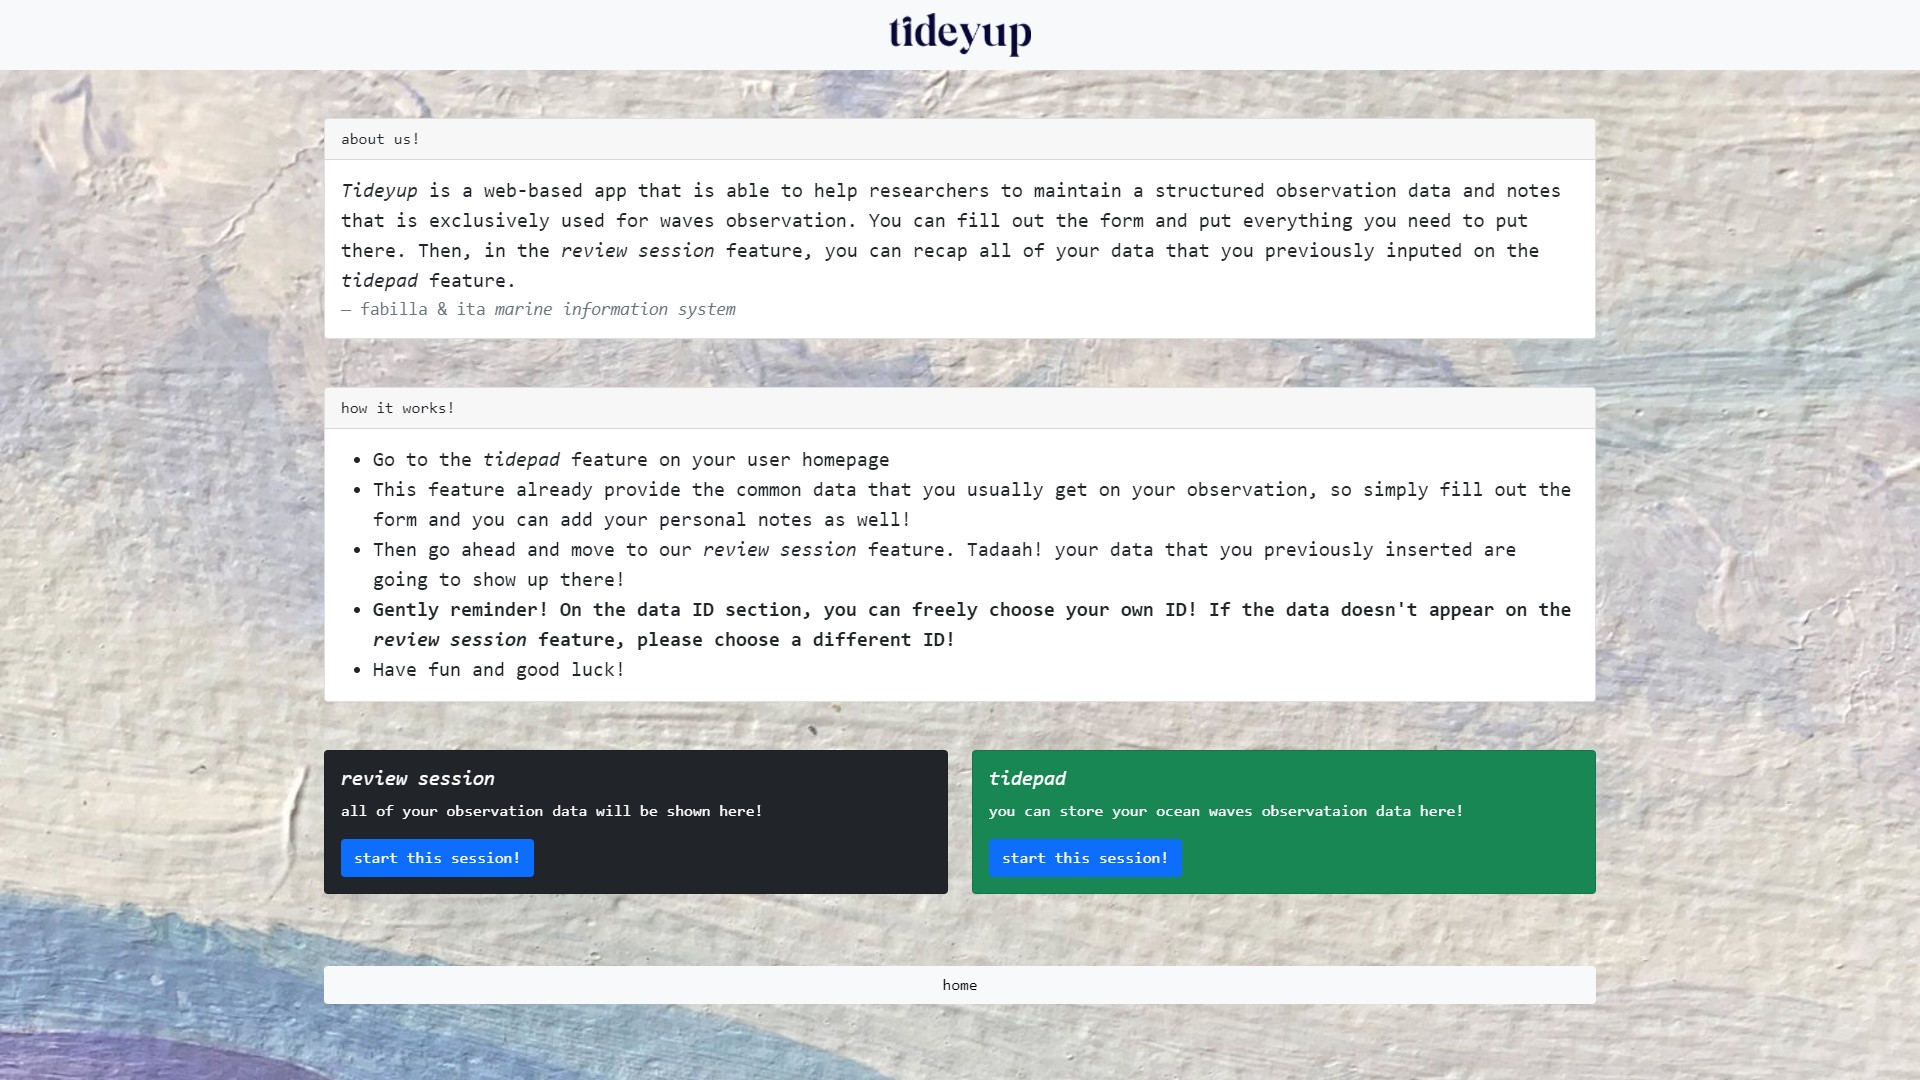 tideyup
about us!
Tideyup is a web-based app that is able to help researchers to maintain a structured observation data and notes
that is exclusively used for waves observation. You can fill out the form and put everything you need to put
there. Then, in the review session feature, you can recap all of your data that you previously inputed on the
tidepad feature.
— fabilla & ita marine information system
how it works!
• Go to the tidepad feature on your user homepage
• This feature already provide the common data that you usually get on your observation, so simply fill out the
form and you can add your personal notes as well!
• Then go ahead and move to our review session feature. Tadaah! your data that you previously inserted are
going to show up there!
• Gently reminder! On the data ID section, you can freely choose your own ID! If the data doesn't appear on the
review session feature, please choose a different ID!
• Have fun and good luck!
review session
all of your observation data will be shown here!
start this session!
tidepad
you can store your ocean waves observataion data here!
start this session!
home